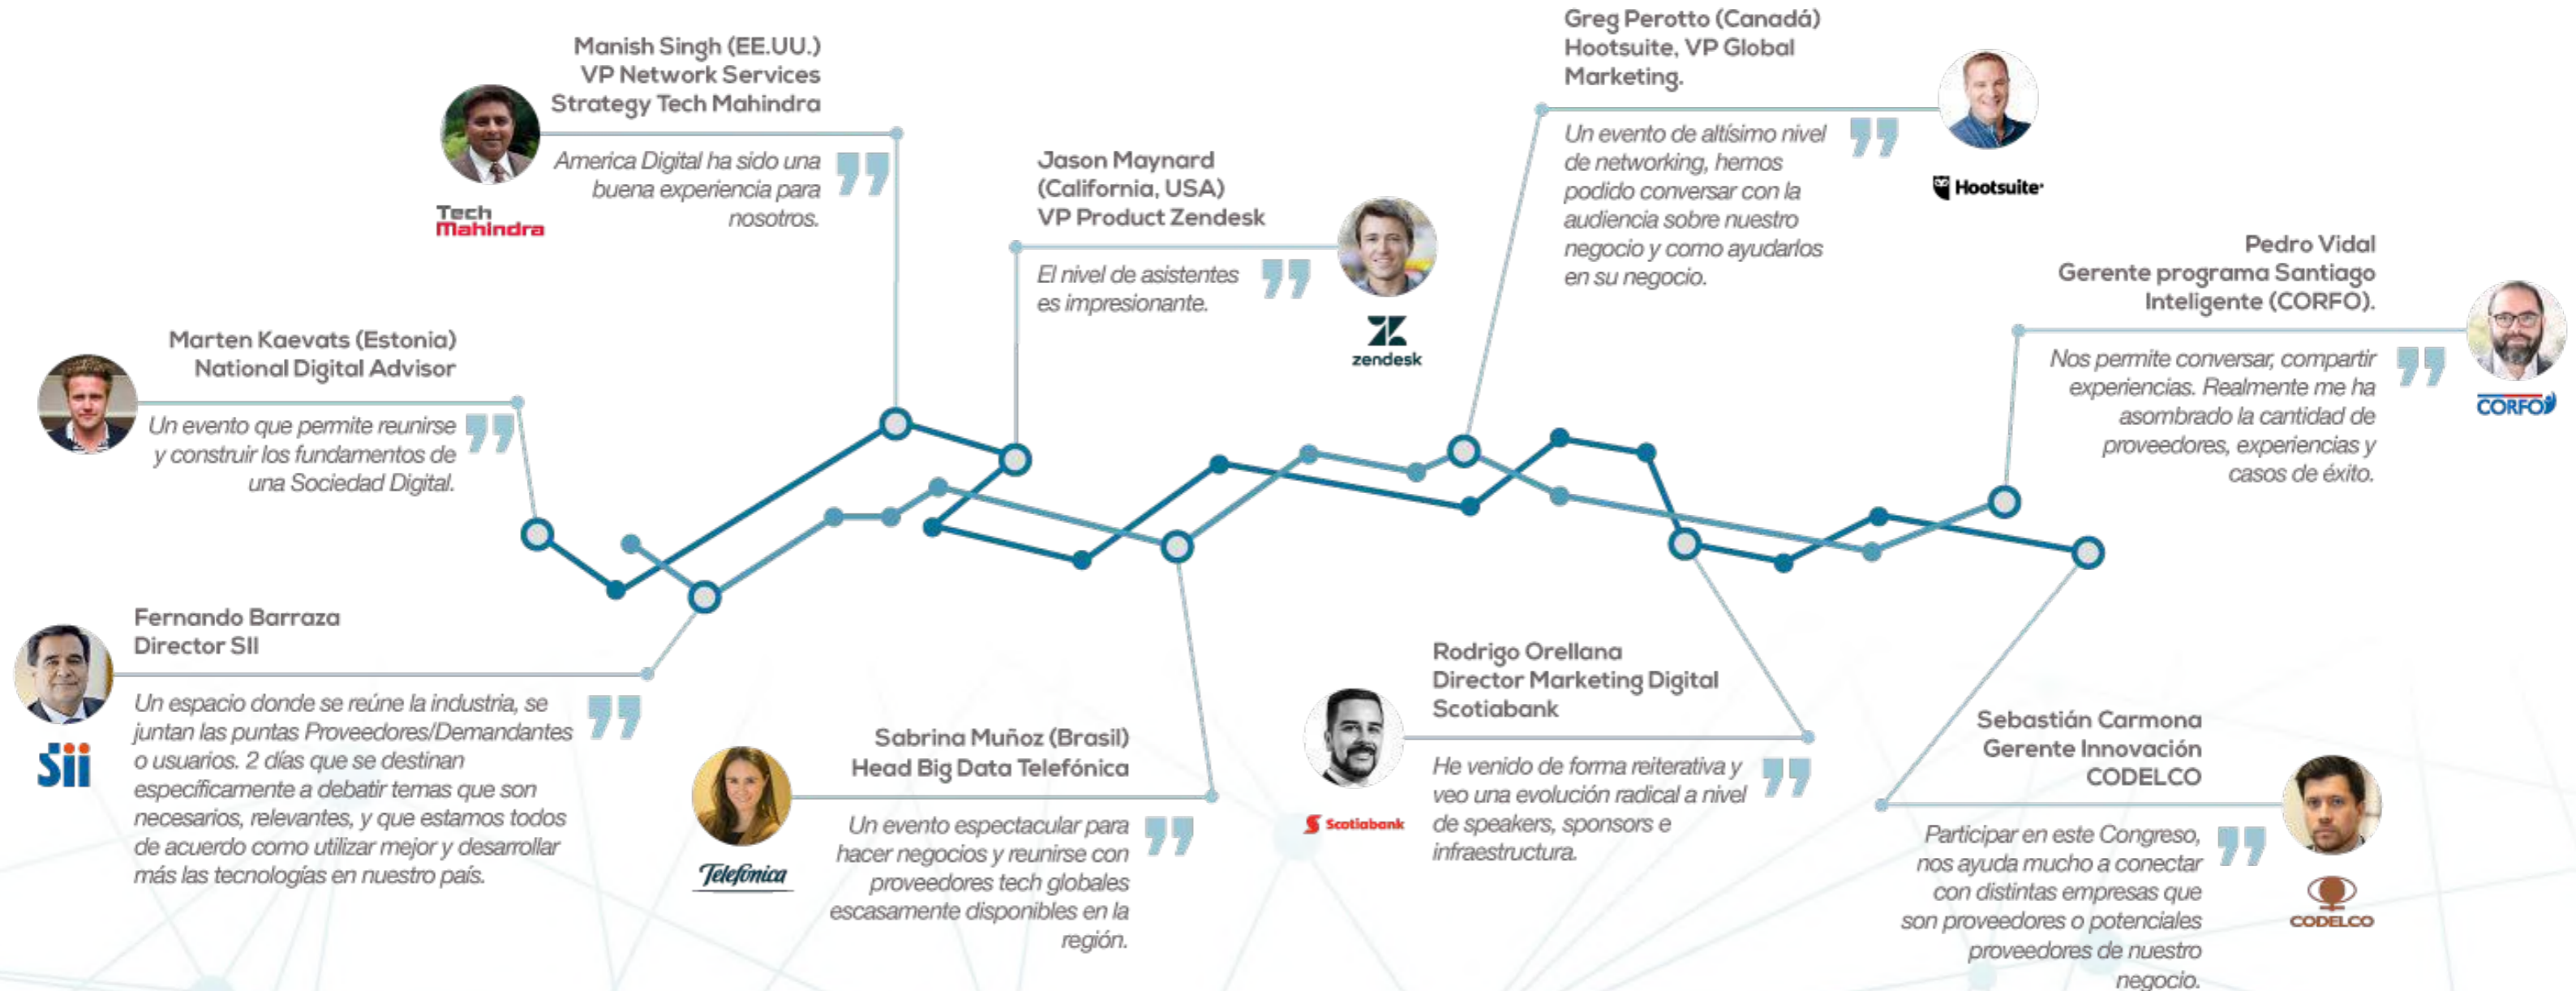 Manish Singh (EE.UU.)
VP Network Services
Strategy Tech Mahindra
America Digital ha sido una
buena experiencia para
nosotros.
Tech
Mahindra
Jason Maynard
(California, USA)
VP Product Zendesk
El nivel de asistentes
es impresionante.
zendesk
Greg Perotto (Canadá)
Hootsuite, VP Global
Marketing.
Un evento de altísimo nivel
de networking, hemos
podido conversar con la
audiencia sobre nuestro
negocio y como ayudarlos
en su negocio.
Hootsuite
Pedro Vidal
Gerente programa Santiago
Inteligente (CORFO).
Nos permite conversar, compartir
experiencias. Realmente me ha
asombrado la cantidad de
proveedores, experiencias y
casos de éxito.
CORFO
Marten Kaevats (Estonia)
National Digital Advisor
Un evento que permite reunirse
y construir los fundamentos de
una Sociedad Digital.
Fernando Barraza
Director SII
Un espacio donde se reúne la industria, se
juntan las puntas Proveedores/Demandantes
o usuarios. 2 días que se destinan
específicamente a debatir temas que son
necesarios, relevantes, y que estamos todos
de acuerdo como utilizar mejor y desarrollar
más las tecnologías en nuestro país.
Sii
Sabrina Muñoz (Brasil)
Head Big Data Telefónica
Un evento espectacular para
hacer negocios y reunirse con
proveedores tech globales
escasamente disponibles en la
región.
Telefónica
Rodrigo Orellana
Director Marketing Digital
Scotiabank
He venido de forma reiterativa y
veo una evolución radical a nivel
de speakers, sponsors e
infraestructura.
Scotiabank
Sebastián Carmona
Gerente Innovación
CODELCO
Participar en este Congreso,
nos ayuda mucho a conectar
con distintas empresas que
son proveedores o potenciales
proveedores de nuestro
negocio.
CODELCO